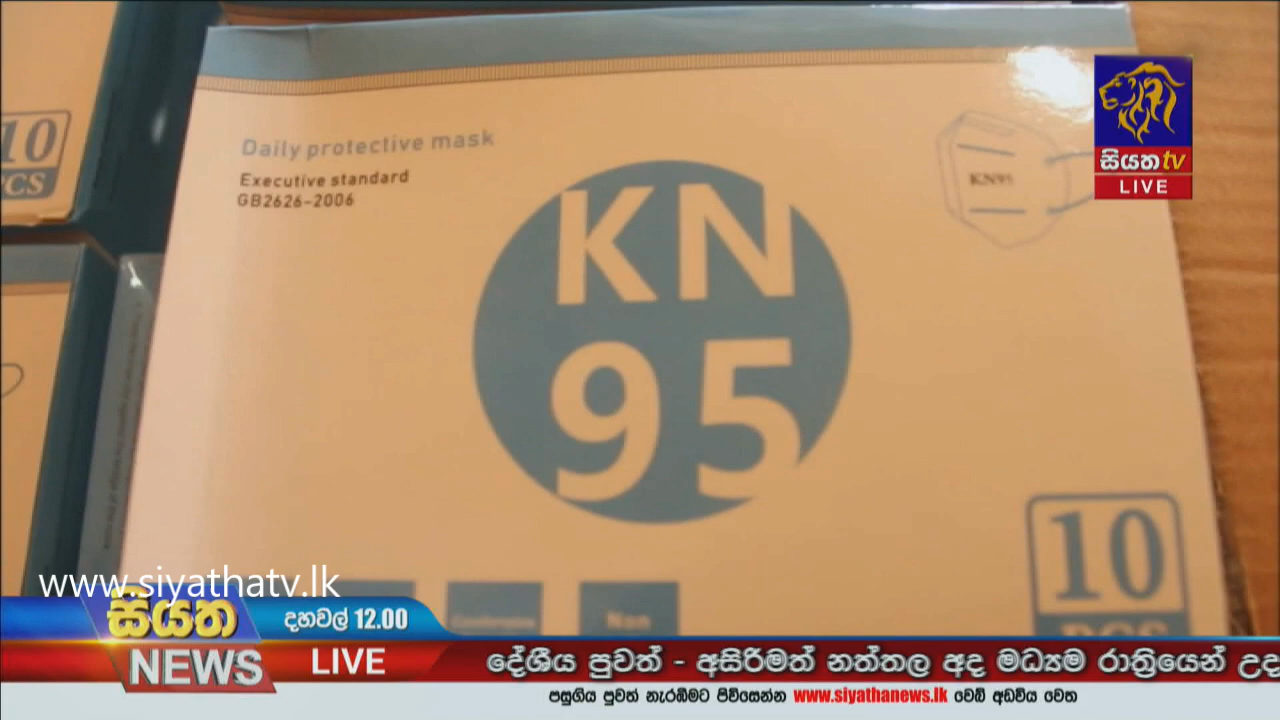 10
PCS
Daily protective mask
Executive standard
GB2626-2006
KN
95
KN95
සියත tv
LIVE
10
PCS
Non
www.siyathatv.lk
සියත
NEWS
දහවල් 12.00
LIVE
දේශීය පුවත් - අසිරිමත් නත්තල අද මධ්‍යම රාත්‍රියෙන් උද
පසුගිය පුවත් නැරඹීමට පිවිසෙන්න www.siyathanews.lk වෙබ් අඩවිය වෙත